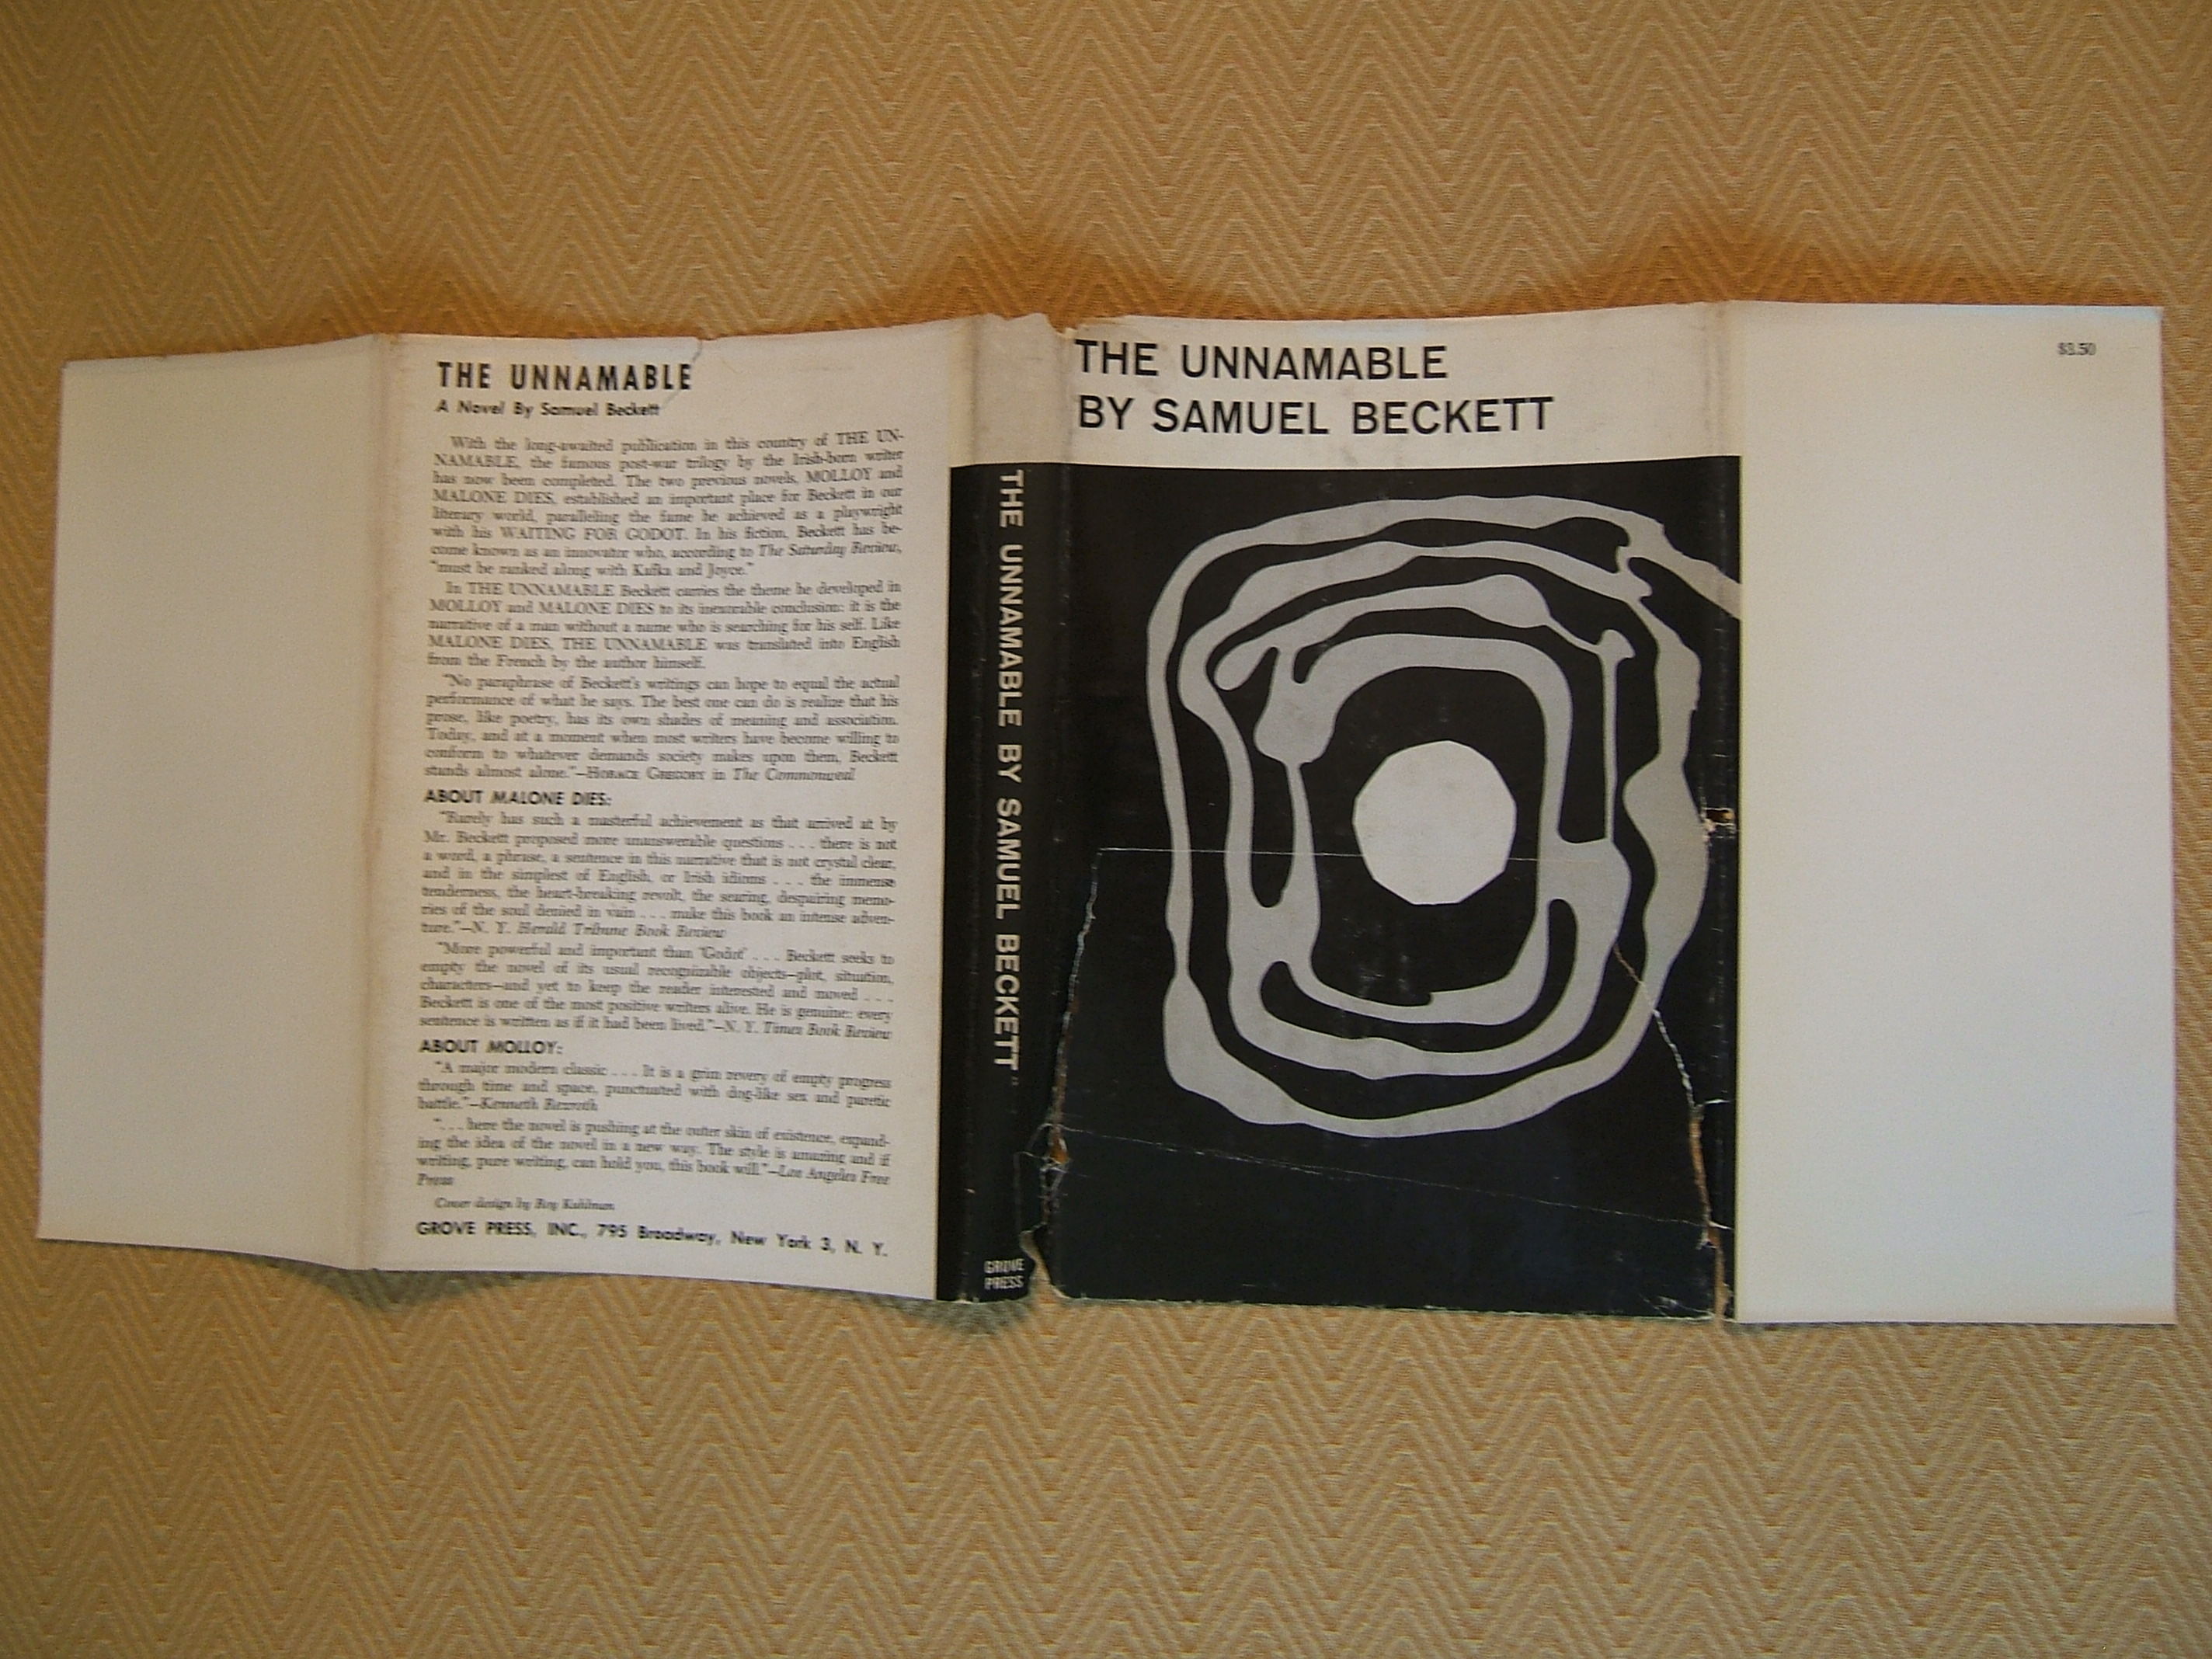 THE UNNAMABLE
A Novel By Samuel Beckett
With the long-awaited publication in this country of THE UN-
NAMABLE, the famous post-war trilogy by the Irish-born writer
has now been completed. The two previous novels, MOLLOY and
MALONE DIES, established an important place for Beckett in our
literary world, paralleling the fame he achieved as a playwright
with his WAITING FOR GODOT. In his fiction, Beckett has be-
come known as an innovator who, according to The Saturday Review,
"must be ranked along with Kafka and Joyce."
In THE UNNAMABLE Beckett carries the theme he developed in
MOLLOY and MALONE DIES to its inexorable conclusion: it is the
narrative of a man without a name who is searching for his self. Like
MALONE DIES, THE UNNAMABLE was translated into English
from the French by the author himself.
"No paraphrase of Beckett's writings can hope to equal the actual
performance of what he says. The best one can do is realize that his
prose, like poetry, has its own shades of meaning and association.
Today, and at a moment when most writers have become willing to
conform to whatever demands society makes upon them, Beckett
stands almost alone."—HORACE GREGORY in The Commonweal
ABOUT MALONE DIES:
"Rarely has such a masterful achievement as that arrived at by
Mr. Beckett proposed more unanswerable questions . . . there is not
a word, a phrase, a sentence in this narrative that is not crystal clear,
and in the simplest of English, or Irish idioms . . . the immense
tenderness, the heart-breaking revolt, the searing, despairing memo-
ries of the soul denied in vain . . . make this book an intense adven-
ture."—N. Y. Herald Tribune Book Review
"More powerful and important than 'Godot' . . . Beckett seeks to
empty the novel of its usual recognizable objects—plot, situation,
characters—and yet to keep the reader interested and moved . . .
Beckett is one of the most positive writers alive. He is genuine: every
sentence is written as if it had been lived."—N. Y. Times Book Review
ABOUT MOLLOY:
"A major modern classic . . . It is a grim revery of empty progress
through time and space, punctuated with dog-like sex and paretic
battle."—Kenneth Rexroth
". . . here the novel is pushing at the outer skin of existence, expand-
ing the idea of the novel in a new way. The style is amazing and if
writing, pure writing, can hold you, this book will."—Los Angeles Free
Press
Cover design by Roy Kuhlman
GROVE PRESS, INC., 795 Broadway, New York 3, N. Y.
THE UNNAMABLE BY SAMUEL BECKETT
GROVE
PRESS
THE UNNAMABLE
BY SAMUEL BECKETT
$3.50